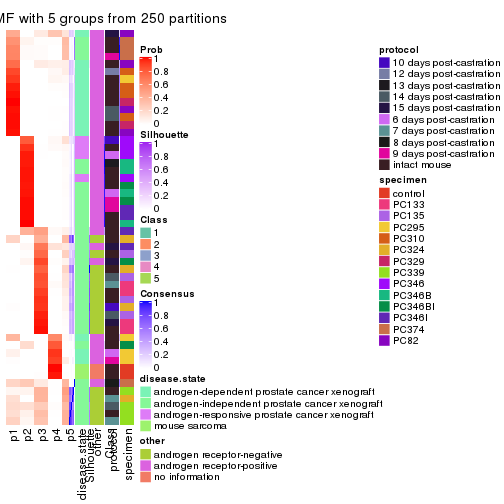 MF with 5 groups from 250 partitions
Prob
1
0.8
0.6
0.4
0.2
0
Silhouette
1
0.8
0.6
0.4
0.2
0
Class
1
2
3
4
5
Consensus
1
0.8
0.6
0.4
0.2
0
disease.state
androgen-dependent prostate cancer xenograft
androgen-independent prostate cancer xenograft
androgen-responsive prostate cancer xenograft
mouse sarcoma
other
androgen receptor-negative
androgen receptor-positive
no information
protocol
10 days post-castration
12 days post-castration
13 days post-castration
14 days post-castration
15 days post-castration
6 days post-castration
7 days post-castration
8 days post-castration
9 days post-castration
intact mouse
specimen
control
PC133
PC135
PC295
PC310
PC324
PC329
PC339
PC346
PC346B
PC346BI
PC346I
PC374
PC82
p1
p2
p3
p4
p5
disease.state
Silhouette
other
Class
protocol
specimen